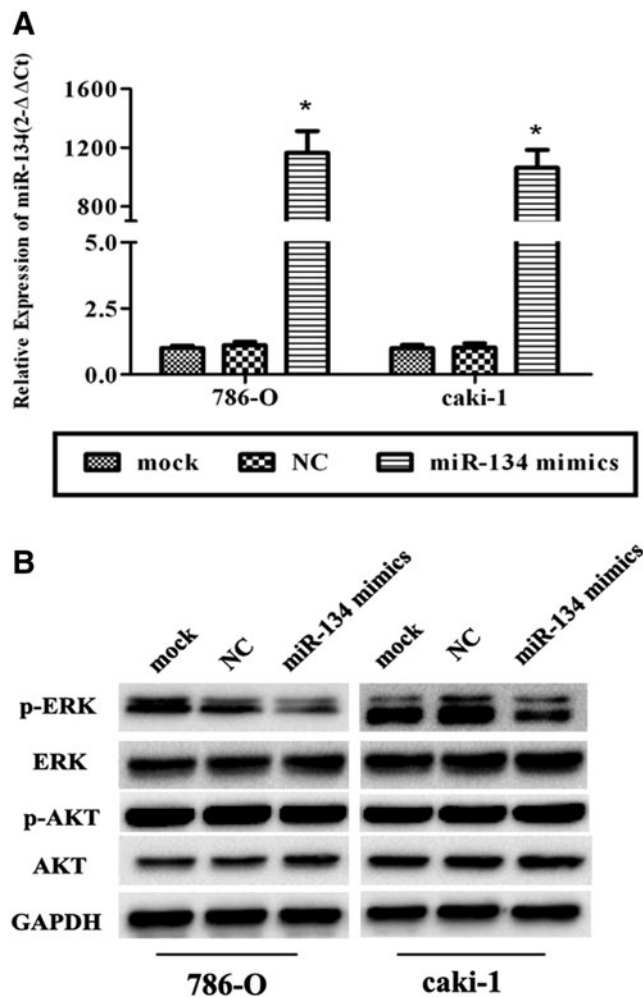 A
Relative Expression of miR-134(2-Δ ΔCt)
1600
1200
800
5.0
2.5
0.0
*
*
786-O
caki-1
mock
NC
miR-134 mimics
B
mock
NC
miR-134 mimics
mock
NC
miR-134 mimics
p-ERK
ERK
p-AKT
AKT
GAPDH
786-O
caki-1